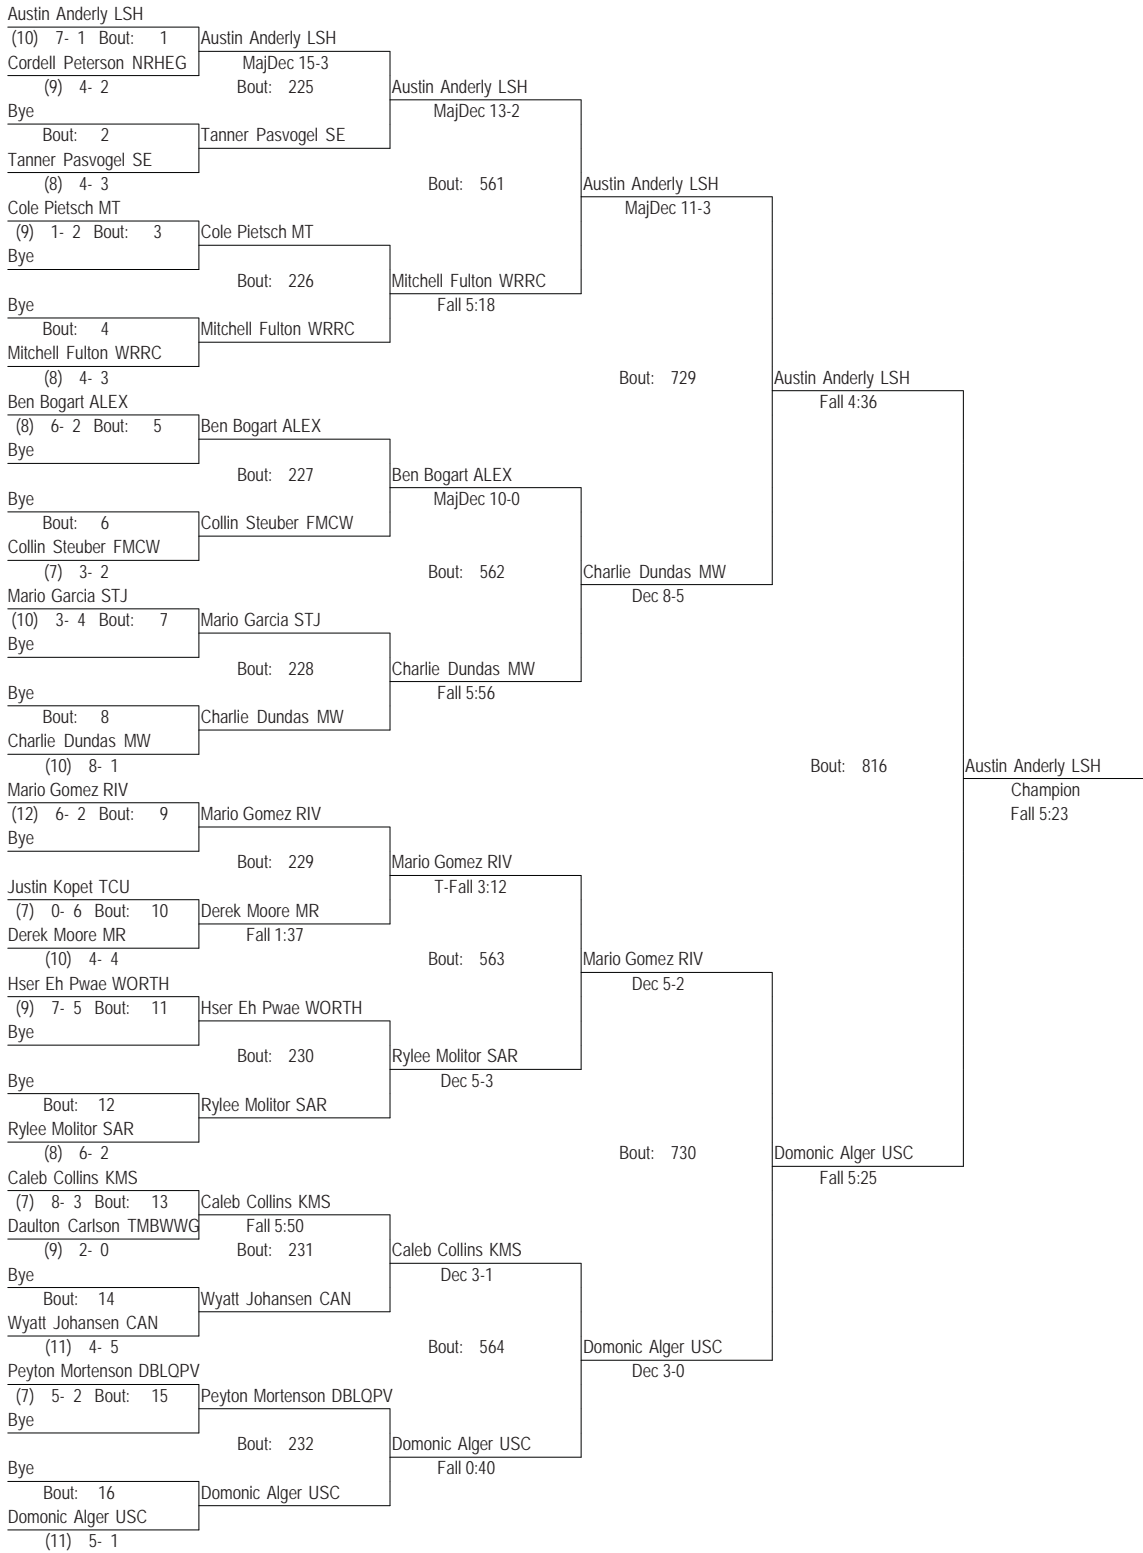 Austin Anderly LSH
(10) 7- 1 Bout: 1
Cordell Peterson NRHEG
(9) 4- 2
Bye
Bout: 2
Tanner Pasvogel SE
(8) 4- 3
Cole Pietsch MT
(9) 1- 2 Bout: 3
Bye
Bye
Bout: 4
Mitchell Fulton WRRC
(8) 4- 3
Ben Bogart ALEX
(8) 6- 2 Bout: 5
Bye
Bye
Bout: 6
Collin Steuber FMCW
(7) 3- 2
Mario Garcia STJ
(10) 3- 4 Bout: 7
Bye
Bye
Bout: 8
Charlie Dundas MW
(10) 8- 1
Mario Gomez RIV
(12) 6- 2 Bout: 9
Bye
Justin Kopet TCU
(7) 0- 6 Bout: 10
Derek Moore MR
(10) 4- 4
Hser Eh Pwae WORTH
(9) 7- 5 Bout: 11
Bye
Bye
Bout: 12
Rylee Molitor SAR
(8) 6- 2
Caleb Collins KMS
(7) 8- 3 Bout: 13
Daulton Carlson TMBWWG
(9) 2- 0
Bye
Bout: 14
Wyatt Johansen CAN
(11) 4- 5
Peyton Mortenson DBLQPV
(7) 5- 2 Bout: 15
Bye
Bye
Bout: 16
Domonic Alger USC
(11) 5- 1
Austin Anderly LSH
MajDec 15-3
Bout: 225
Tanner Pasvogel SE
Cole Pietsch MT
Bout: 226
Mitchell Fulton WRRC
Ben Bogart ALEX
Bout: 227
Collin Steuber FMCW
Mario Garcia STJ
Bout: 228
Charlie Dundas MW
Mario Gomez RIV
Bout: 229
Derek Moore MR
Fall 1:37
Hser Eh Pwae WORTH
Bout: 230
Rylee Molitor SAR
Caleb Collins KMS
Fall 5:50
Bout: 231
Wyatt Johansen CAN
Peyton Mortenson DBLQPV
Bout: 232
Domonic Alger USC
Austin Anderly LSH
MajDec 13-2
Bout: 561
Mitchell Fulton WRRC
Fall 5:18
Ben Bogart ALEX
MajDec 10-0
Bout: 562
Charlie Dundas MW
Fall 5:56
Mario Gomez RIV
T-Fall 3:12
Bout: 563
Rylee Molitor SAR
Dec 5-3
Caleb Collins KMS
Dec 3-1
Bout: 564
Domonic Alger USC
Fall 0:40
Austin Anderly LSH
MajDec 11-3
Bout: 729
Charlie Dundas MW
Dec 8-5
Mario Gomez RIV
Dec 5-2
Bout: 730
Domonic Alger USC
Dec 3-0
Austin Anderly LSH
Fall 4:36
Bout: 816
Domonic Alger USC
Fall 5:25
Austin Anderly LSH
Champion
Fall 5:23